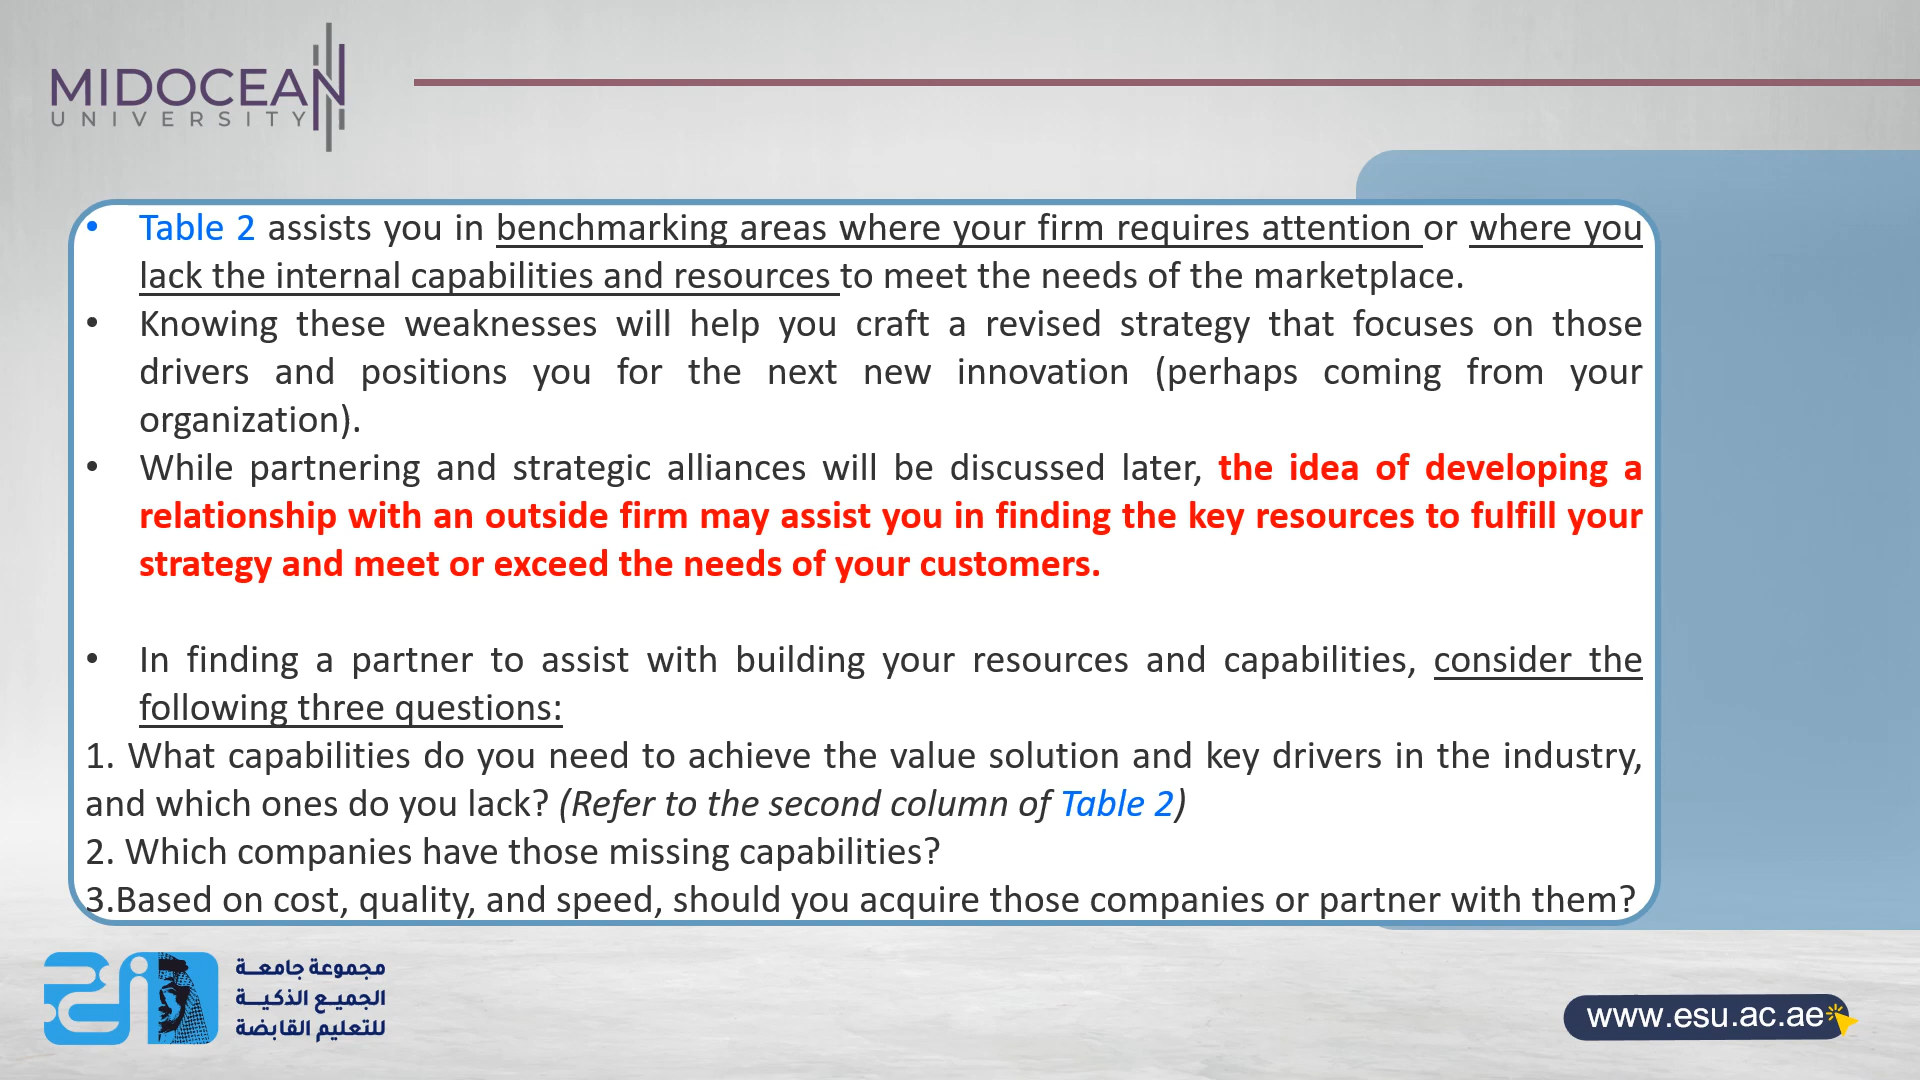 MIDOCEAN
UNIVERSITY
• Table 2 assists you in benchmarking areas where your firm requires attention or where you
lack the internal capabilities and resources to meet the needs of the marketplace.
• Knowing these weaknesses will help you craft a revised strategy that focuses on those
drivers and positions you for the next new innovation (perhaps coming from your
organization).
• While partnering and strategic alliances will be discussed later, the idea of developing a
relationship with an outside firm may assist you in finding the key resources to fulfill your
strategy and meet or exceed the needs of your customers.
• In finding a partner to assist with building your resources and capabilities, consider the
following three questions:
1. What capabilities do you need to achieve the value solution and key drivers in the industry,
and which ones do you lack? (Refer to the second column of Table 2)
2. Which companies have those missing capabilities?
3.Based on cost, quality, and speed, should you acquire those companies or partner with them?
مجموعة جامعـــة
الجميـع الذكيـــة
للتعليم القابضة
www.esu.ac.ae